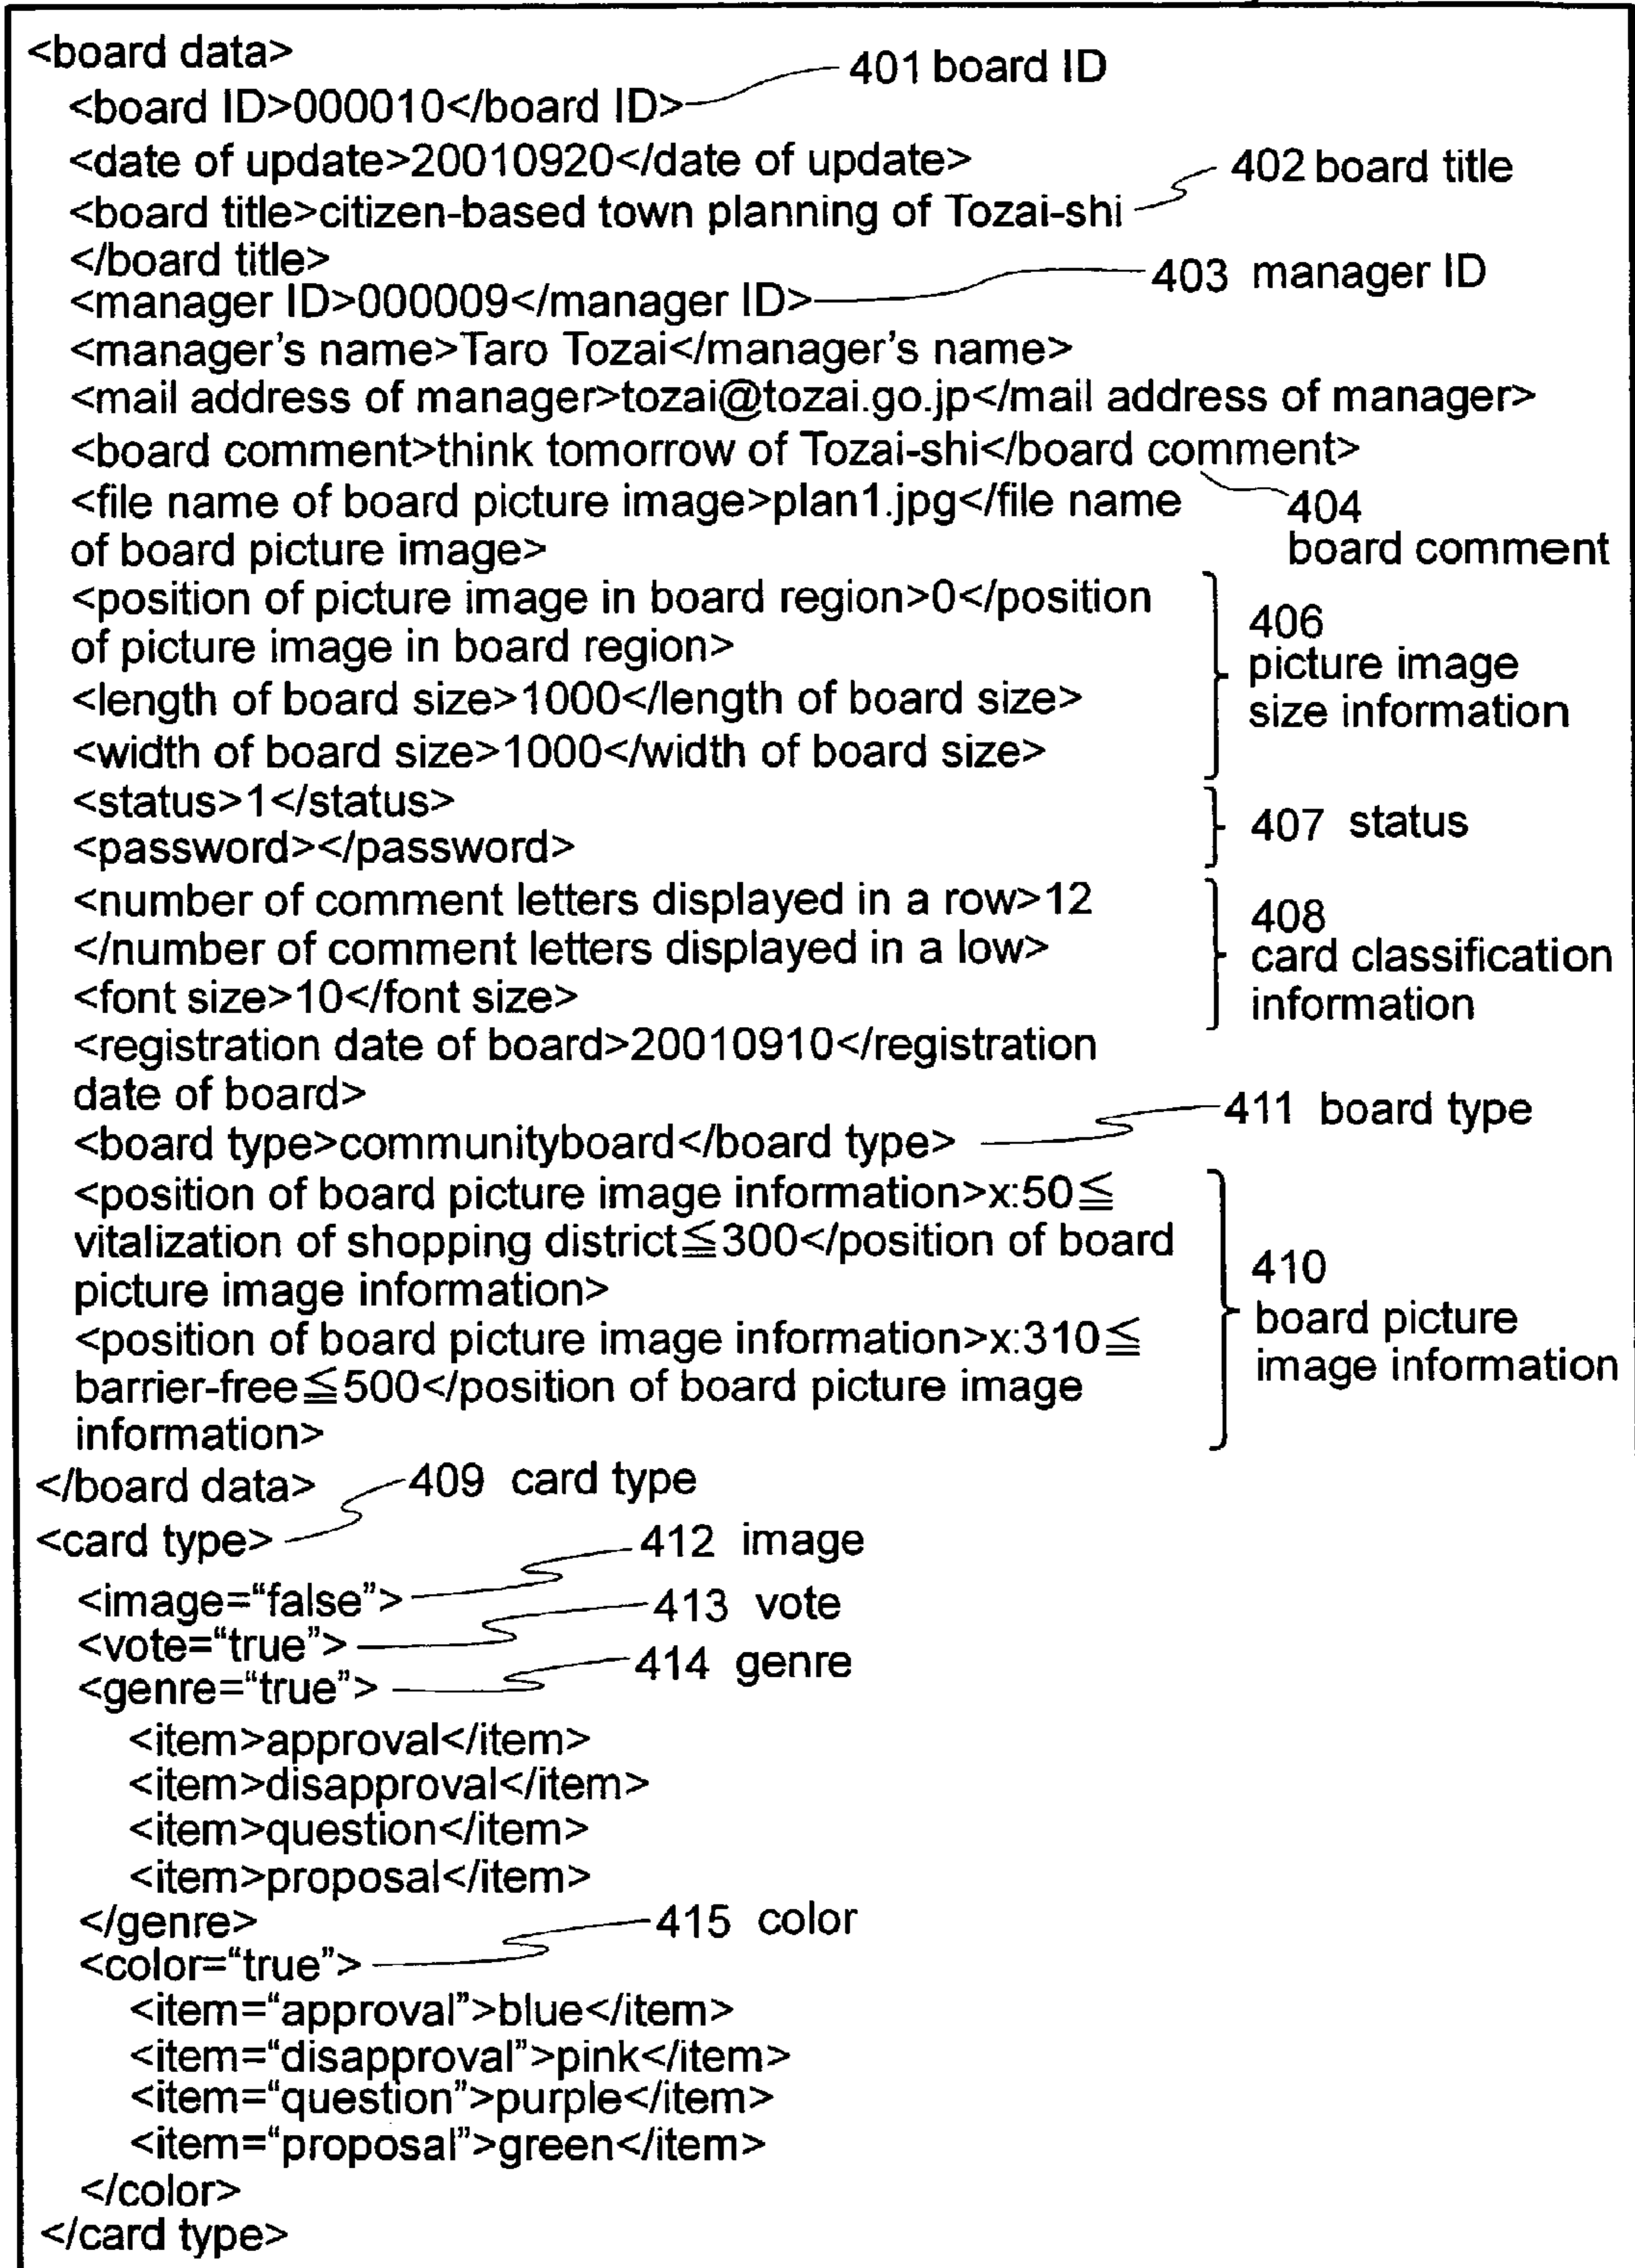 <board data>
401 board ID
<board ID>000010</board ID>
<date of update>20010920</date of update>
402 board title
<board title>citizen-based town planning of Tozai-shi
</board title>
403 manager ID
<manager ID>000009</manager ID>
<manager's name>Taro Tozai</manager's name>
<mail address of manager>tozai@tozai.go.jp</mail address of manager>
<board comment>think tomorrow of Tozai-shi</board comment>
<file name of board picture image>plan1.jpg</file name
404
of board picture image>
board comment
<position of picture image in board region>0</position
of picture image in board region>
406
picture image
size information
<length of board size>1000</length of board size>
<width of board size>1000</width of board size>
<status>1</status>
407 status
<password></password>
<number of comment letters displayed in a row>12
</number of comment letters displayed in a low>
408
card classification
information
<font size>10</font size>
<registration date of board>20010910</registration
date of board>
411 board type
<board type>communityboard</board type>
<position of board picture image information>x:50≦
vitalization of shopping district≦300</position of board
picture image information>
410
board picture
image information
<position of board picture image information>x:310≦
barrier-free≦500</position of board picture image
information>
</board data>
409 card type
<card type>
412 image
<image="false">
413 vote
<vote="true">
414 genre
<genre="true">
<item>approval</item>
<item>disapproval</item>
<item>question</item>
<item>proposal</item>
</genre>
415 color
<color="true">
<item="approval">blue</item>
<item="disapproval">pink</item>
<item="question">purple</item>
<item="proposal">green</item>
</color>
</card type>